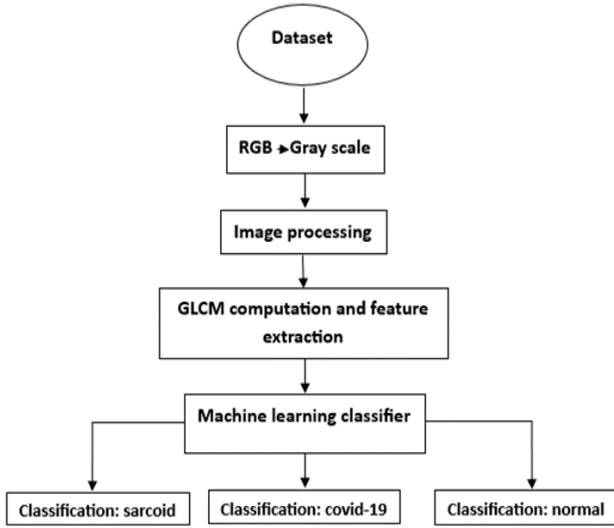 Dataset
RGB → Gray scale
Image processing
GLCM computation and feature
extraction
Machine learning classifier
Classification: sarcoid
Classification: covid-19
Classification: normal